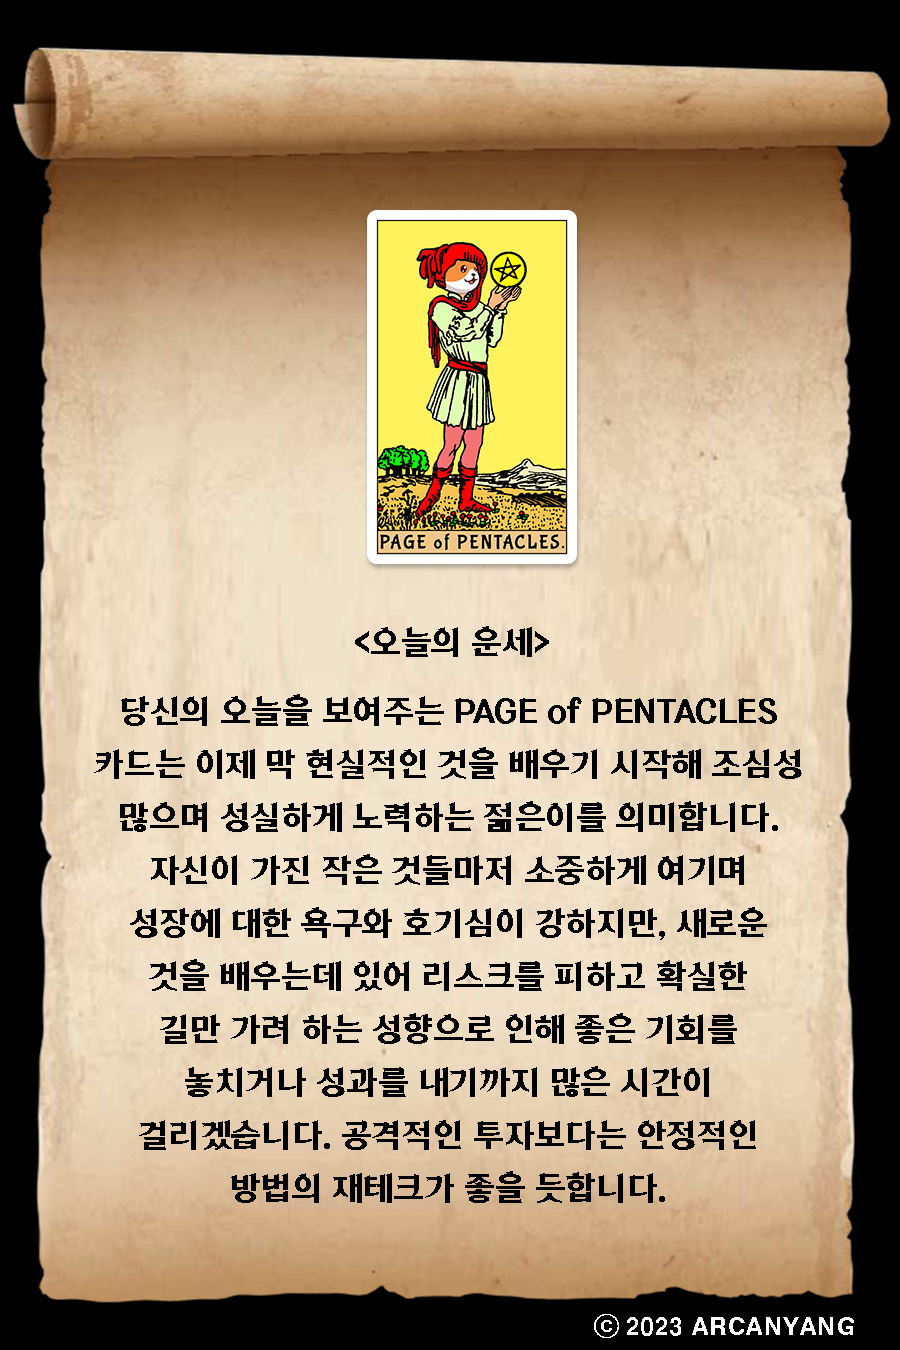 PAGE of PENTACLES.
<오늘의 운세>
당신의 오늘을 보여주는 PAGE of PENTACLES
카드는 이제 막 현실적인 것을 배우기 시작해 조심성
많으며 성실하게 노력하는 젊은이를 의미합니다.
자신이 가진 작은 것들마저 소중하게 여기며
성장에 대한 욕구와 호기심이 강하지만, 새로운
것을 배우는데 있어 리스크를 피하고 확실한
길만 가려 하는 성향으로 인해 좋은 기회를
놓치거나 성과를 내기까지 많은 시간이
걸리겠습니다. 공격적인 투자보다는 안정적인
방법의 재테크가 좋을 듯합니다.
ⓒ 2023 ARCANYANG